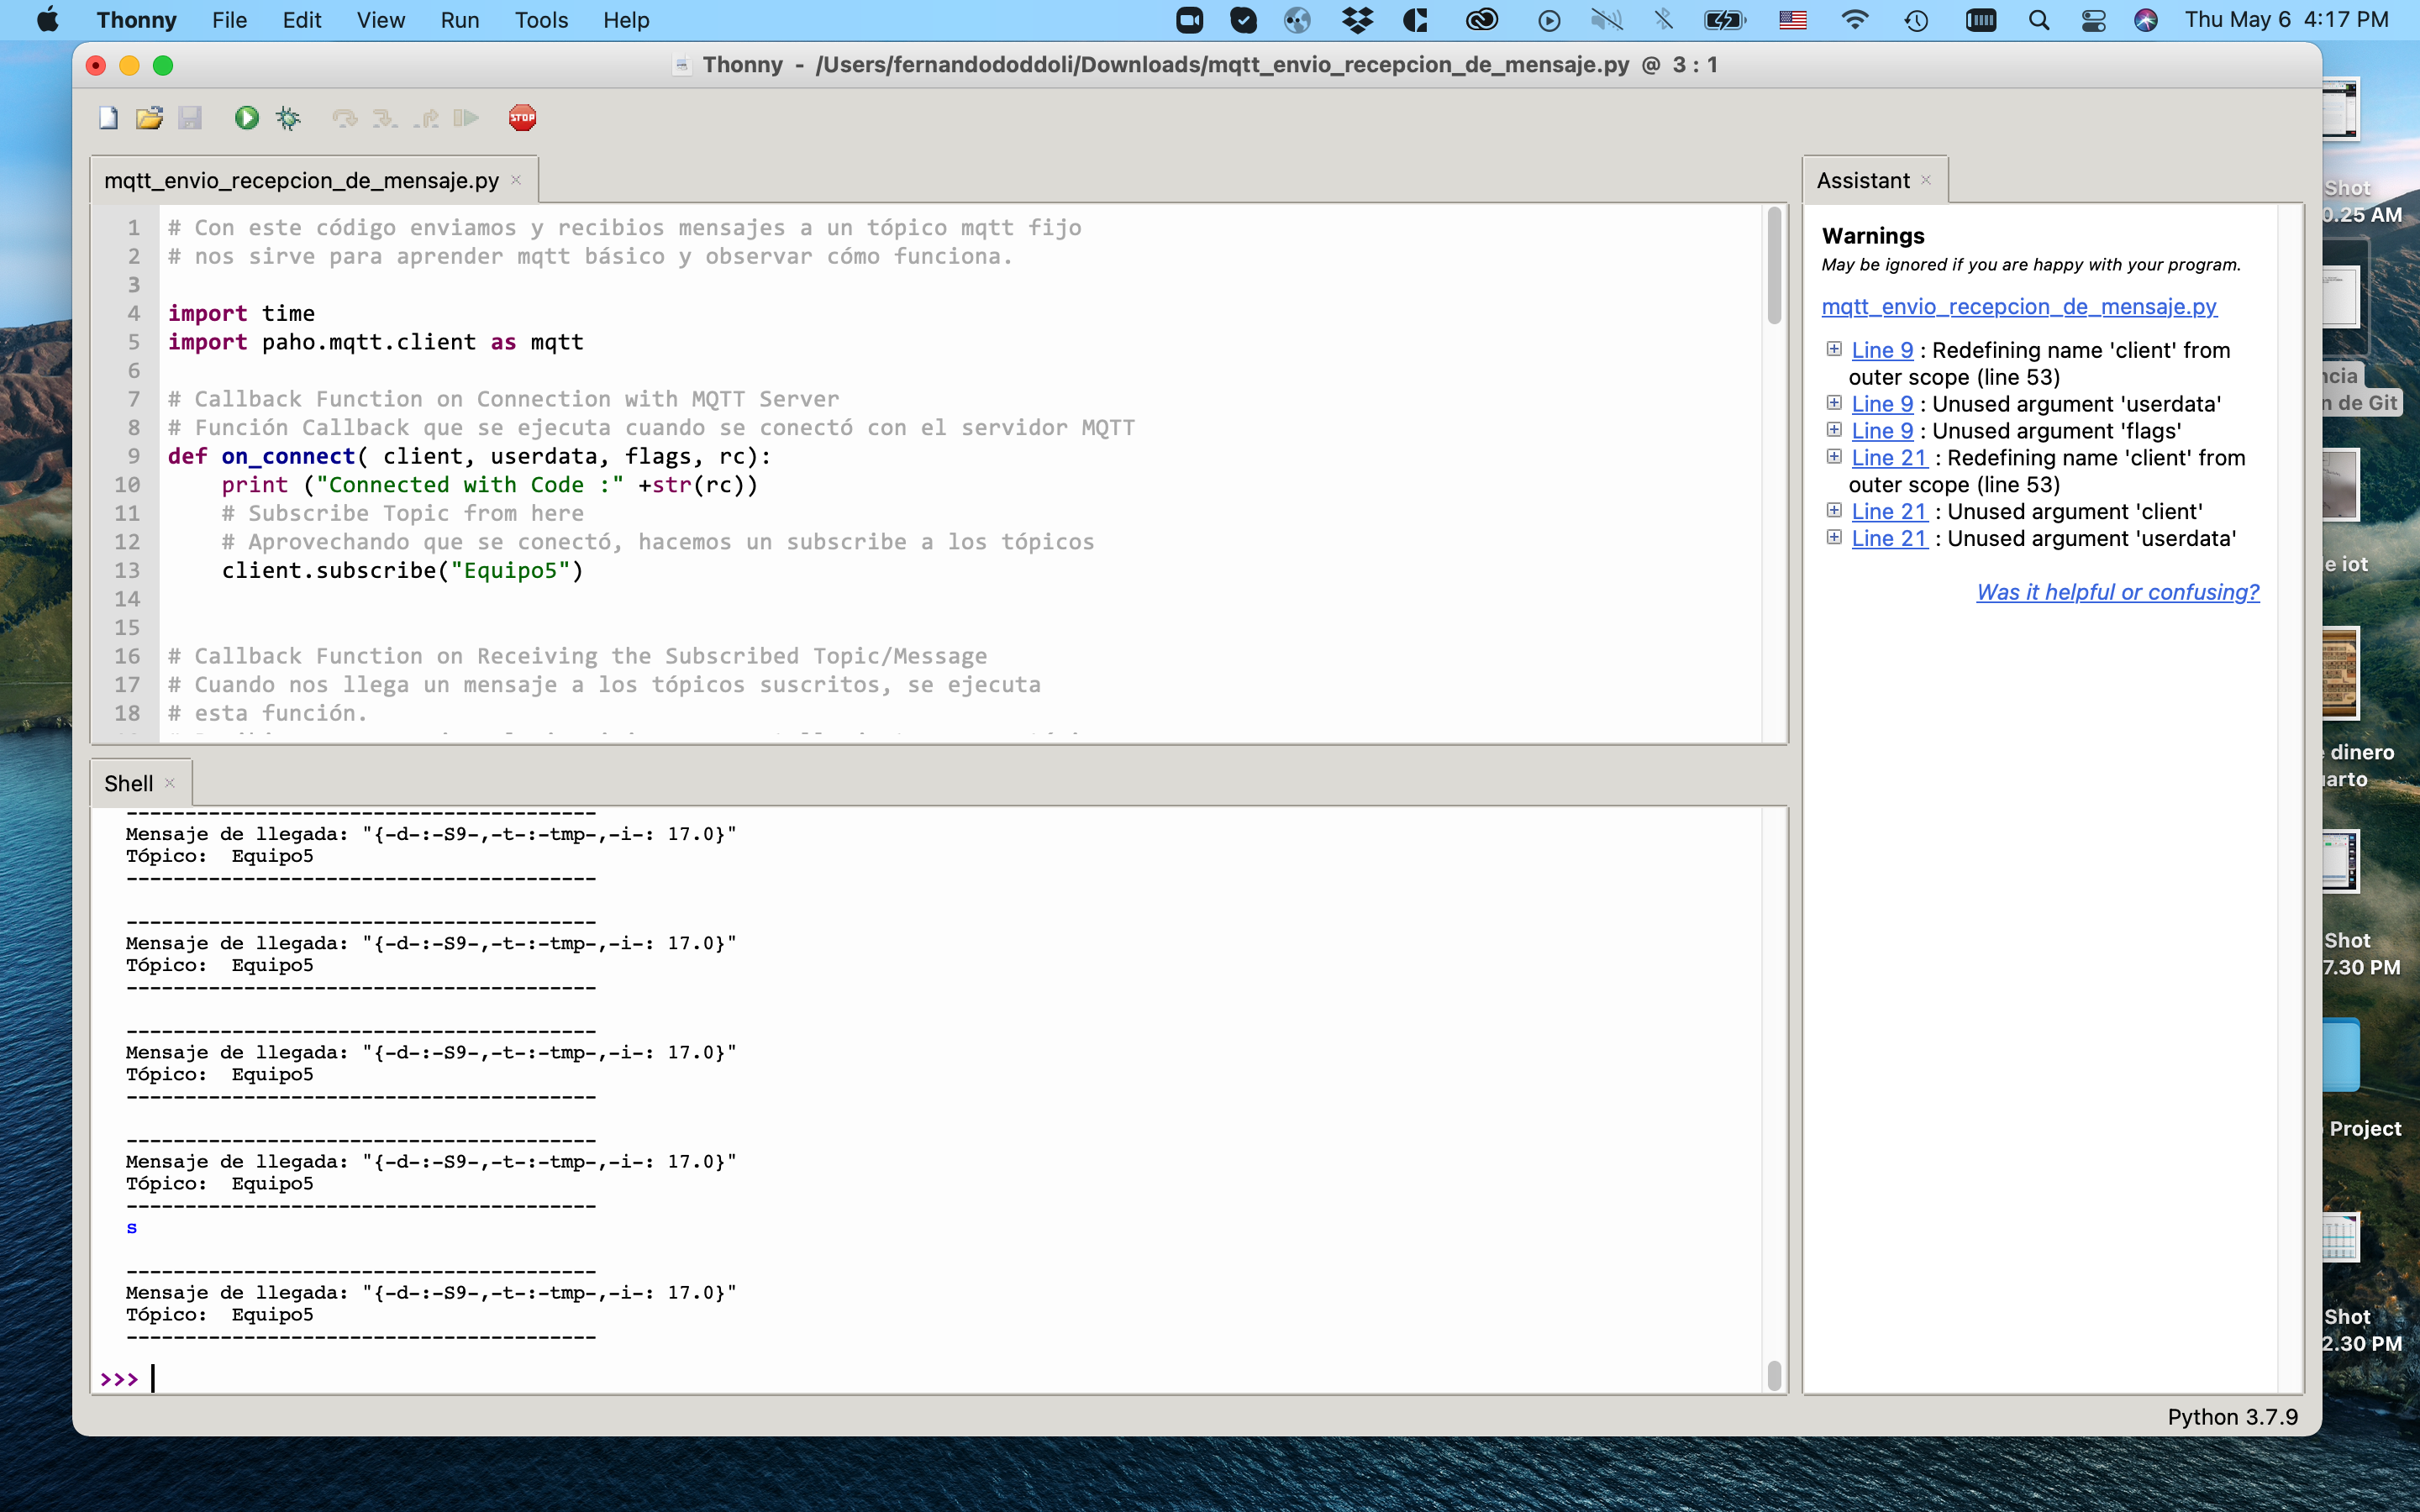 Thonny File Edit View Run Tools Help Thu May 6 4:17 PM
Thonny - /Users/fernandododdoli/Downloads/mqtt_envio_recepcion_de_mensaje.py @ 3 : 1
STOP
mqtt_envio_recepcion_de_mensaje.py
1 # Con este código enviamos y recibios mensajes a un tópico mqtt fijo
2 # nos sirve para aprender mqtt básico y observar cómo funciona.
3
4 import time
5 import paho.mqtt.client as mqtt
6
7 # Callback Function on Connection with MQTT Server
8 # Función Callback que se ejecuta cuando se conectó con el servidor MQTT
9 def on_connect( client, userdata, flags, rc):
10 print ("Connected with Code :" +str(rc))
11 # Subscribe Topic from here
12 # Aprovechando que se conectó, hacemos un subscribe a los tópicos
13 client.subscribe("Equipo5")
14
15
16 # Callback Function on Receiving the Subscribed Topic/Message
17 # Cuando nos llega un mensaje a los tópicos suscritos, se ejecuta
18 # esta función.
Shell
---------------------------------------
Mensaje de llegada: "{-d-:-S9-,-t-:-tmp-,-i-: 17.0}"
Tópico:  Equipo5
---------------------------------------
---------------------------------------
Mensaje de llegada: "{-d-:-S9-,-t-:-tmp-,-i-: 17.0}"
Tópico:  Equipo5
---------------------------------------
---------------------------------------
Mensaje de llegada: "{-d-:-S9-,-t-:-tmp-,-i-: 17.0}"
Tópico:  Equipo5
---------------------------------------
---------------------------------------
Mensaje de llegada: "{-d-:-S9-,-t-:-tmp-,-i-: 17.0}"
Tópico:  Equipo5
---------------------------------------
s
---------------------------------------
Mensaje de llegada: "{-d-:-S9-,-t-:-tmp-,-i-: 17.0}"
Tópico:  Equipo5
---------------------------------------
>>>
Assistant
Warnings
May be ignored if you are happy with your program.
mqtt_envio_recepcion_de_mensaje.py
Line 9 : Redefining name 'client' from
outer scope (line 53)
Line 9 : Unused argument 'userdata'
Line 9 : Unused argument 'flags'
Line 21 : Redefining name 'client' from
outer scope (line 53)
Line 21 : Unused argument 'client'
Line 21 : Unused argument 'userdata'
Was it helpful or confusing?
Python 3.7.9
Shot
0.25 AM
ncia
n de Git
e iot
dinero
arto
Shot
7.30 PM
Project
Shot
2.30 PM